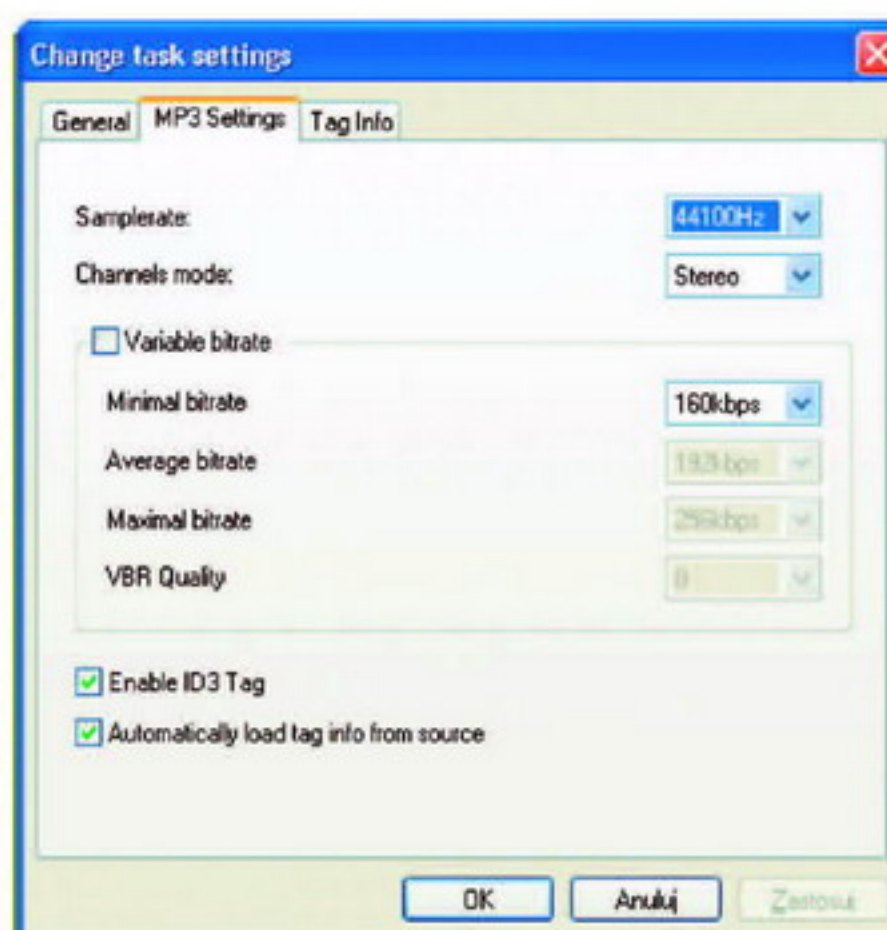 Change task settings
General MP3 Settings Tag Info
Samplerate: 44100Hz
Channels mode: Stereo
Variable bitrate
Minimal bitrate 160kbps
Average bitrate 192kbps
Maximal bitrate 256kbps
VBR Quality 0
Enable ID3 Tag
Automatically load tag info from source
OK Anuluj Zastosuj